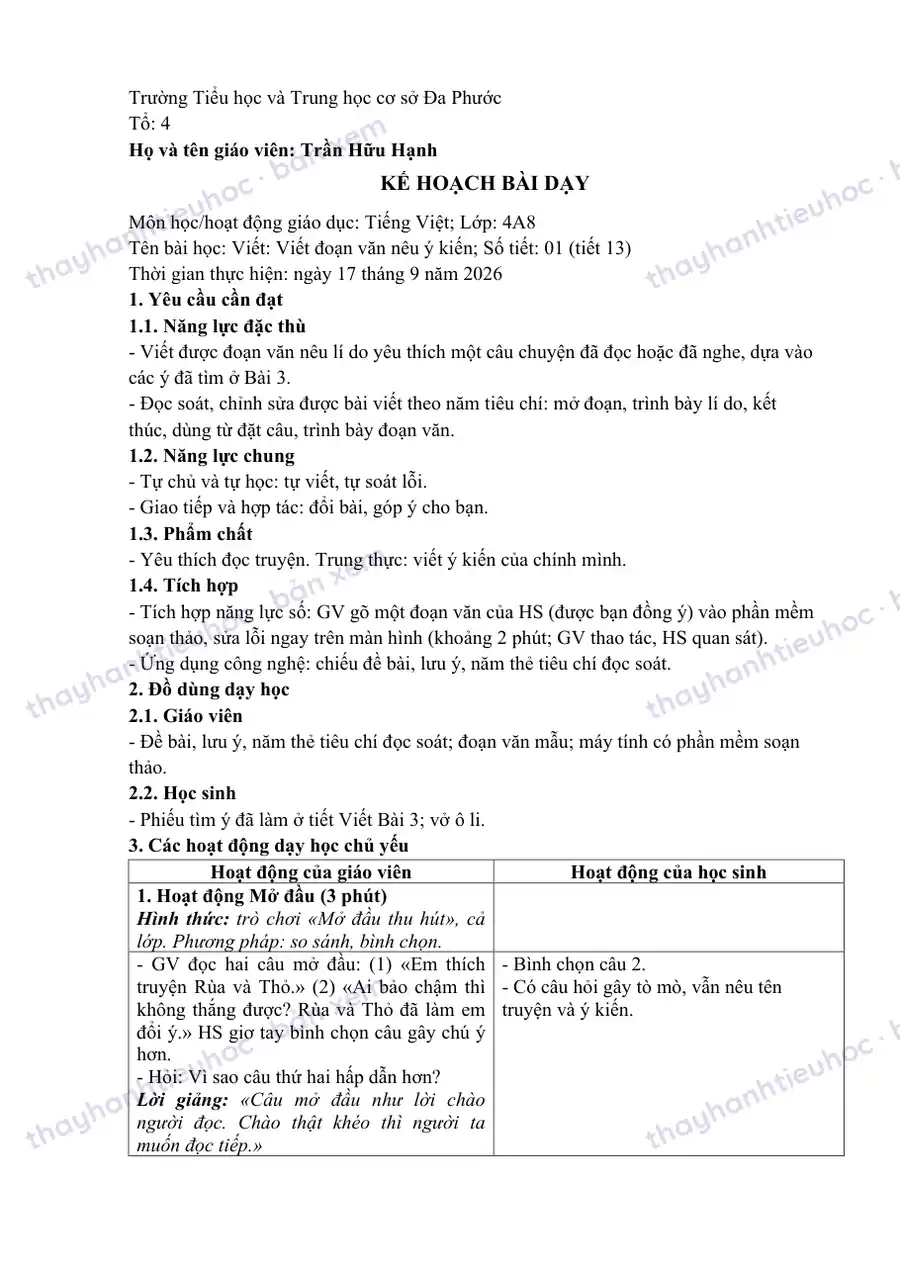 Trường Tiểu học và Trung học cơ sở Đa Phước
Tổ: 4
Họ và tên giáo viên: Trần Hữu Hạnh
KẾ HOẠCH BÀI DẠY
Môn học/hoạt động giáo dục: Tiếng Việt; Lớp: 4A8
Tên bài học: Viết: Viết đoạn văn nêu ý kiến; Số tiết: 01 (tiết 13)
Thời gian thực hiện: ngày 17 tháng 9 năm 2026
1. Yêu cầu cần đạt
1.1. Năng lực đặc thù
- Viết được đoạn văn nêu lí do yêu thích một câu chuyện đã đọc hoặc đã nghe, dựa vào
các ý đã tìm ở Bài 3.
- Đọc soát, chỉnh sửa được bài viết theo năm tiêu chí: mở đoạn, trình bày lí do, kết
thúc, dùng từ đặt câu, trình bày đoạn văn.
1.2. Năng lực chung
- Tự chủ và tự học: tự viết, tự soát lỗi.
- Giao tiếp và hợp tác: đổi bài, góp ý cho bạn.
1.3. Phẩm chất
- Yêu thích đọc truyện. Trung thực: viết ý kiến của chính mình.
1.4. Tích hợp
- Tích hợp năng lực số: GV gõ một đoạn văn của HS (được bạn đồng ý) vào phần mềm
soạn thảo, sửa lỗi ngay trên màn hình (khoảng 2 phút; GV thao tác, HS quan sát).
- Ứng dụng công nghệ: chiếu đề bài, lưu ý, năm thẻ tiêu chí đọc soát.
2. Đồ dùng dạy học
2.1. Giáo viên
- Đề bài, lưu ý, năm thẻ tiêu chí đọc soát; đoạn văn mẫu; máy tính có phần mềm soạn
thảo.
2.2. Học sinh
- Phiếu tìm ý đã làm ở tiết Viết Bài 3; vở ô li.
3. Các hoạt động dạy học chủ yếu
Hoạt động của giáo viên
Hoạt động của học sinh
1. Hoạt động Mở đầu (3 phút)
Hình thức: trò chơi «Mở đầu thu hút», cả
lớp. Phương pháp: so sánh, bình chọn.
- GV đọc hai câu mở đầu: (1) «Em thích
truyện Rùa và Thỏ.» (2) «Ai bảo chậm thì
không thắng được? Rùa và Thỏ đã làm em
đổi ý.» HS giơ tay bình chọn câu gây chú ý
hơn.
- Hỏi: Vì sao câu thứ hai hấp dẫn hơn?
Lời giảng: «Câu mở đầu như lời chào
người đọc. Chào thật khéo thì người ta
muốn đọc tiếp.»
- Bình chọn câu 2.
- Có câu hỏi gây tò mò, vẫn nêu tên
truyện và ý kiến.
thayhanhtieuhoc · bản xem
thayhanhtieuhoc · b
thayhanhtieuhoc · bản xem
thayhanhtieuhoc · b
thayhanhtieuhoc · bản xem
thayhanhtieuhoc · b